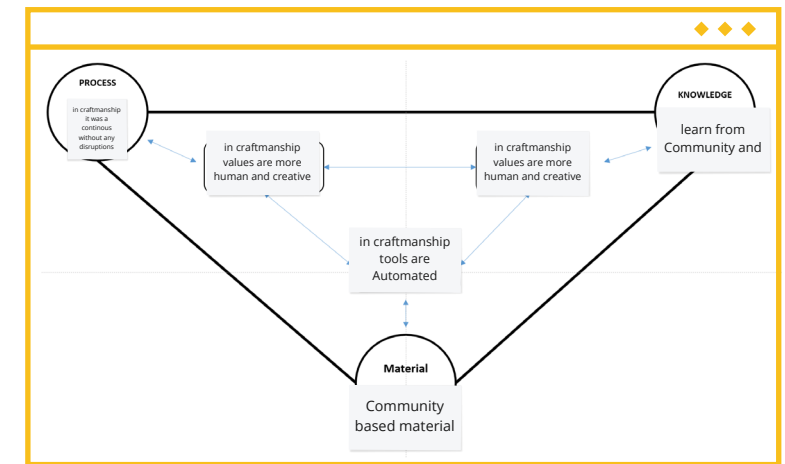 PROCESS
in craftmanship
it was a
continous
without any
disruptions
KNOWLEDGE
learn from
Community and
in craftmanship
values are more
human and creative
in craftmanship
values are more
human and creative
in craftmanship
tools are
Automated
Material
Community
based material